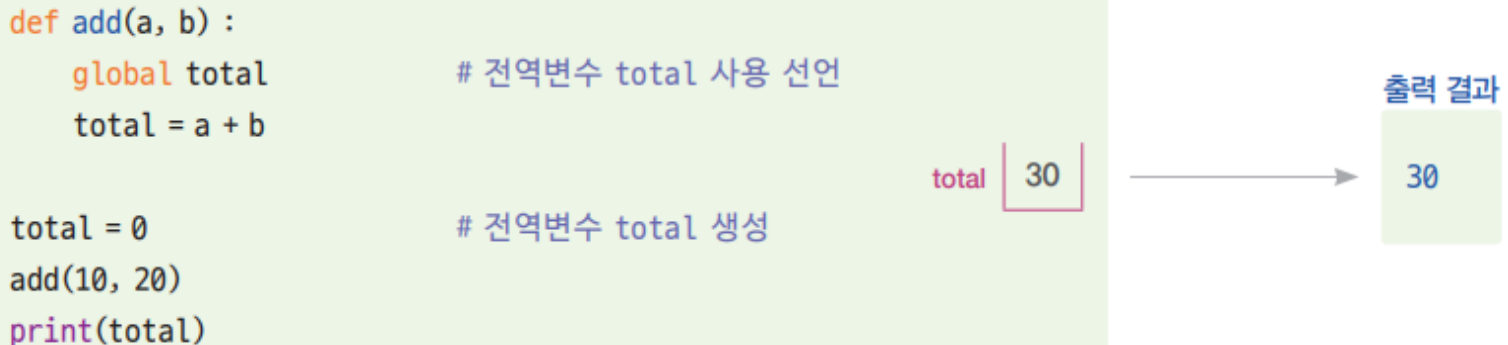 def add(a, b) :
global total # 전역변수 total 사용 선언
total = a + b
total = 0 # 전역변수 total 생성
add(10, 20)
print(total)
total 30
출력 결과
30